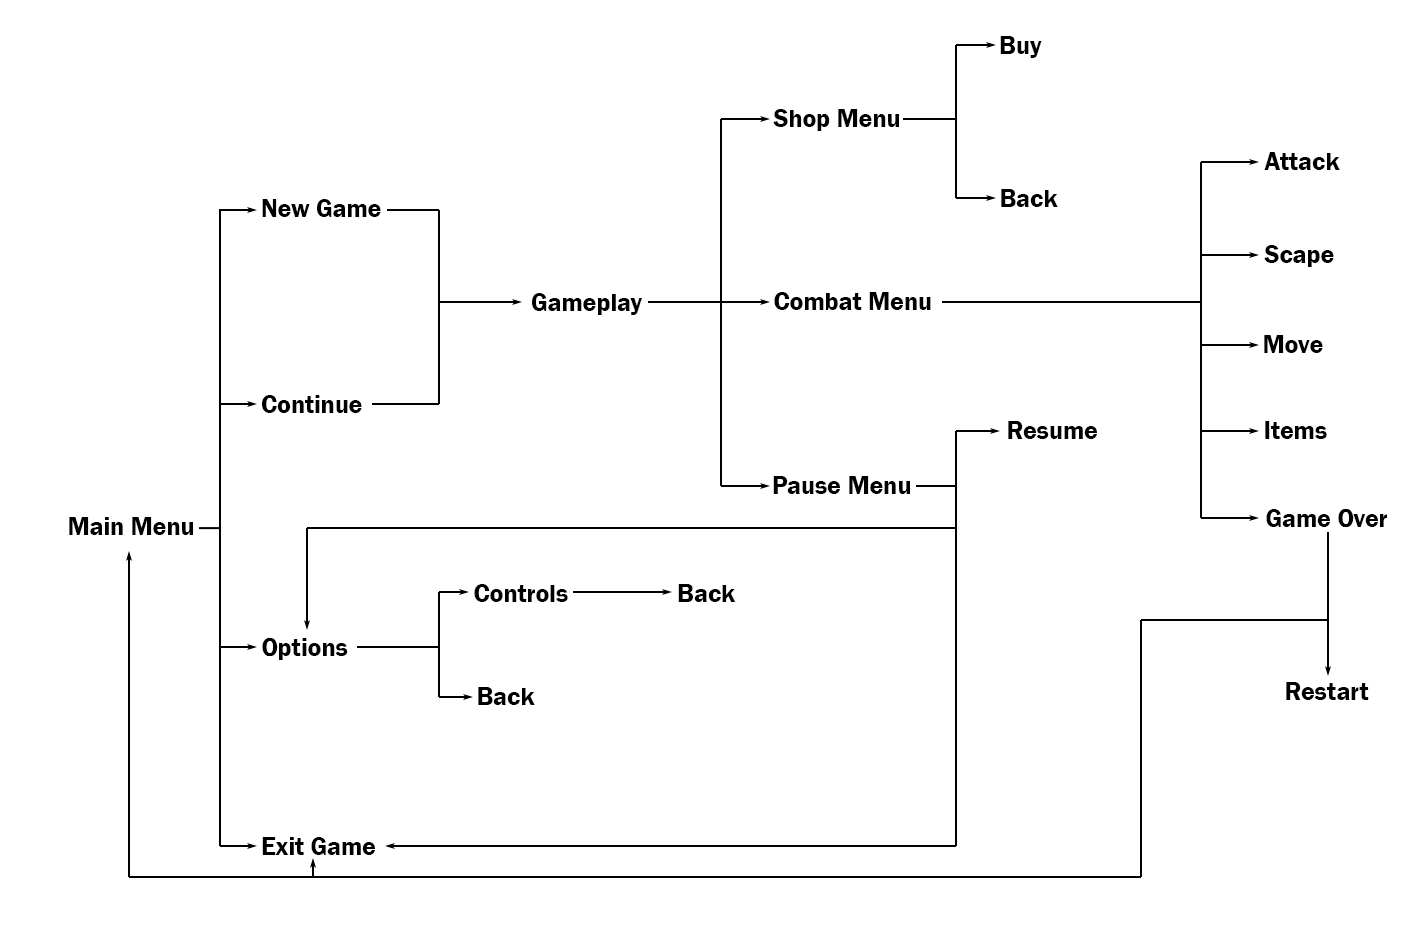 Buy
Shop Menu
Attack
Back
New Game
Scape
Gameplay
Combat Menu
Move
Continue
Resume
Items
Pause Menu
Game Over
Main Menu
Controls
Back
Options
Back
Restart
Exit Game